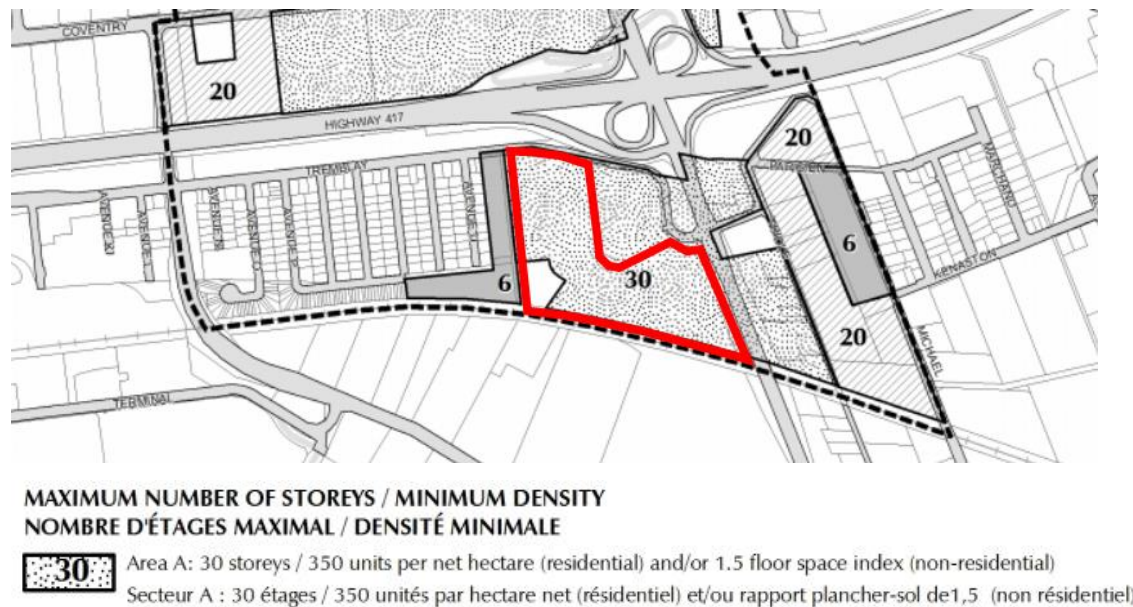 COVENTRY
20
HIGHWAY 417
20
TREMBLAY
MARCHAND
6
KENASTON
6
30
20
MICHAEL
TERMINAL
MAXIMUM NUMBER OF STOREYS / MINIMUM DENSITY
NOMBRE D'ÉTAGES MAXIMAL / DENSITÉ MINIMALE
30
Area A: 30 storeys / 350 units per net hectare (residential) and/or 1.5 floor space index (non-residential)
Secteur A : 30 étages / 350 unités par hectare net (résidentiel) et/ou rapport plancher-sol de1,5 (non résidentiel)